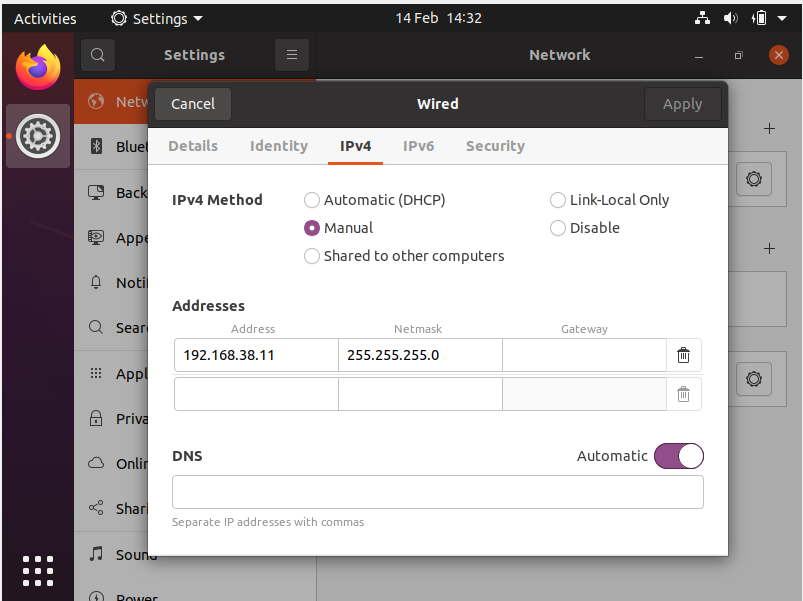 Activities Settings 14 Feb 14:32
Settings Network
Cancel Wired Apply
Details Identity IPv4 IPv6 Security
IPv4 Method Automatic (DHCP) Link-Local Only
Manual Disable
Shared to other computers
Addresses
Address Netmask Gateway
192.168.38.11 255.255.255.0
DNS Automatic
Separate IP addresses with commas
Netw
Bluet
Back
Appe
Notif
Sear
Appl
Priva
Onlin
Shari
Sound
Power